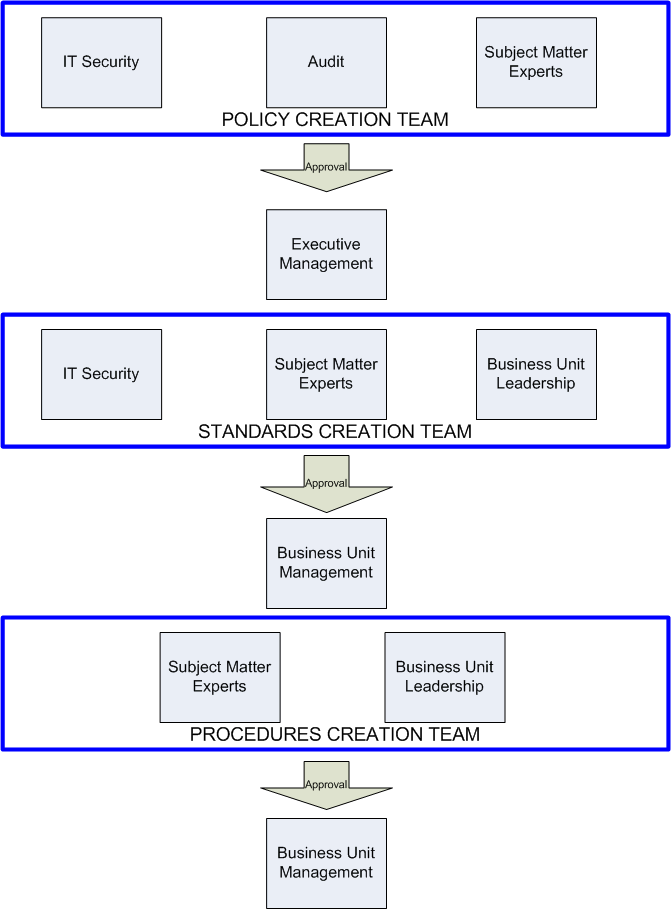 IT Security
Audit
Subject Matter
Experts
POLICY CREATION TEAM
Approval
Executive
Management
IT Security
Subject Matter
Experts
Business Unit
Leadership
STANDARDS CREATION TEAM
Approval
Business Unit
Management
Subject Matter
Experts
Business Unit
Leadership
PROCEDURES CREATION TEAM
Approval
Business Unit
Management